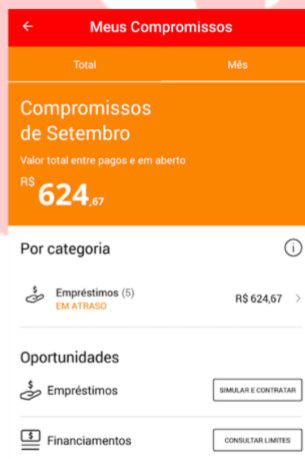 Meus Compromissos
Total Mês
Compromissos
de Setembro
Valor total entre pagos e em aberto
R$ 624,67
Por categoria
Empréstimos (5) R$ 624,67
EM ATRASO
Oportunidades
Empréstimos SIMULAR E CONTRATAR
Financiamentos CONSULTAR LIMITES